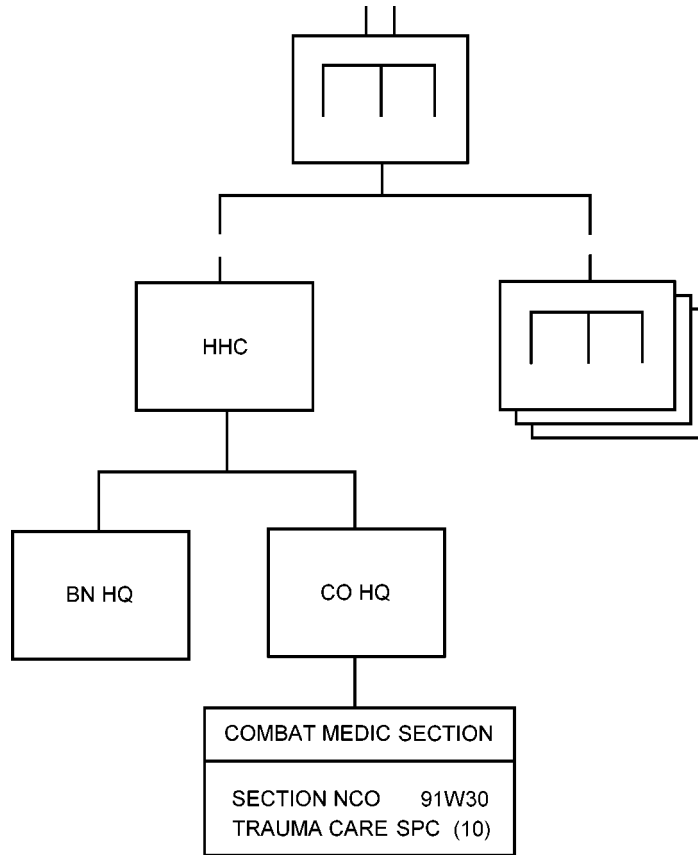 HHC
BN HQ
CO HQ
COMBAT MEDIC SECTION
SECTION NCO 91W30
TRAUMA CARE SPC (10)